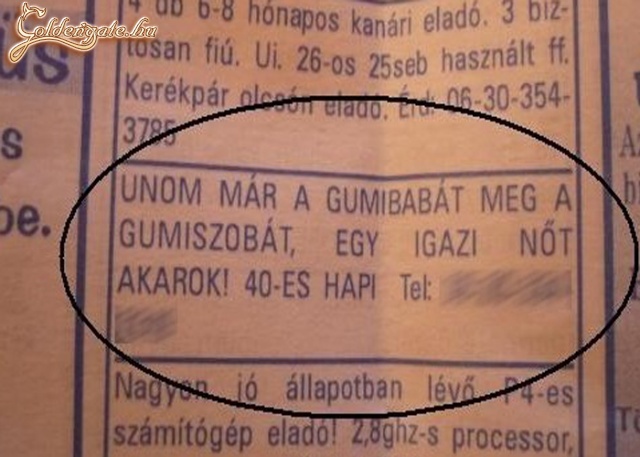 Goldengate.hu
4 db 6-8 hónapos kanári eladó. 3 biz-
tosan fiú. Ui. 26-os 25seb használt ff.
Kerékpár olcsón eladó. Érd: 06-30-354-
3785
UNOM MÁR A GUMIBABÁT MEG A
GUMISZOBÁT, EGY IGAZI NŐT
AKAROK! 40-ES HAPI Tel:
Nagyon jó állapotban lévő P4-es
számítógép eladó! 2,8ghz-s processor,